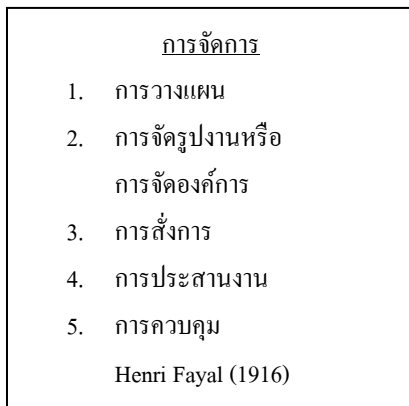 การจัดการ
1. การวางแผน
2. การจัดรูปงานหรือ
การจัดองค์การ
3. การสั่งการ
4. การประสานงาน
5. การควบคุม
Henri Fayal (1916)